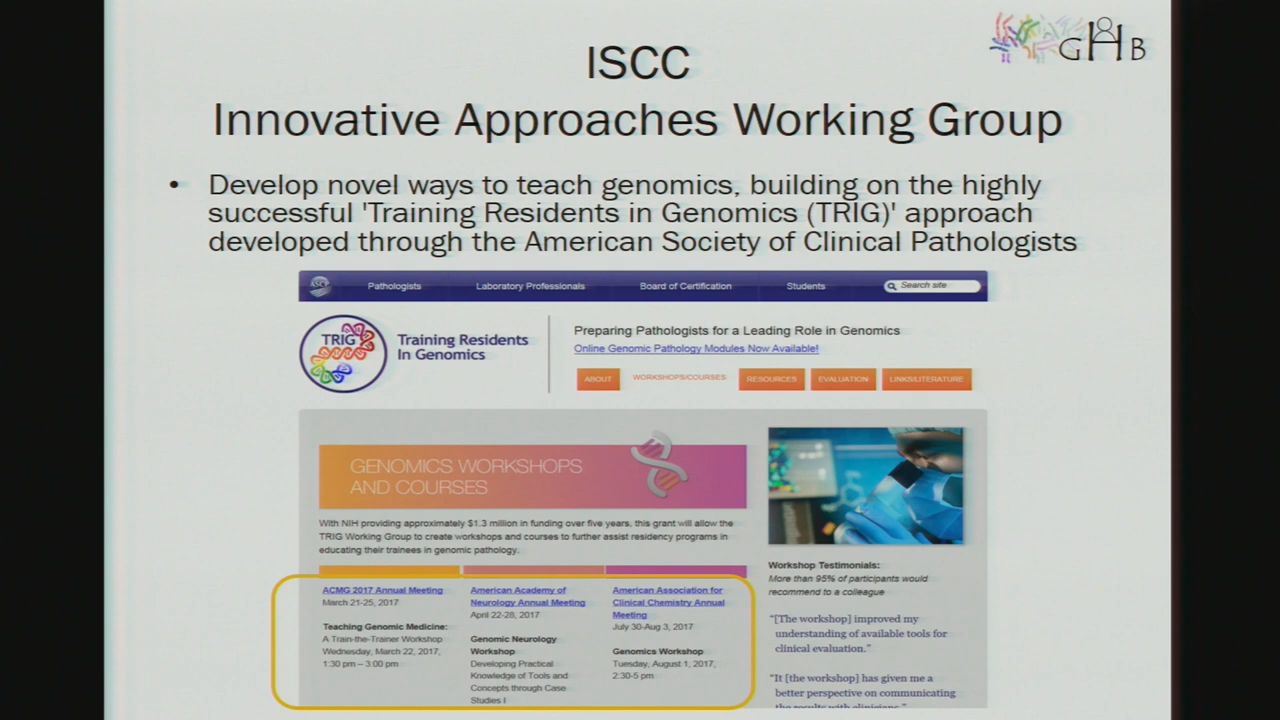 GHB
ISCC
Innovative Approaches Working Group
• Develop novel ways to teach genomics, building on the highly
successful 'Training Residents in Genomics (TRIG)' approach
developed through the American Society of Clinical Pathologists
ASCP
Pathologists
Laboratory Professionals
Board of Certification
Students
Search site
TRIG
Training Residents
In Genomics
Preparing Pathologists for a Leading Role in Genomics
Online Genomic Pathology Modules Now Available!
ABOUT
WORKSHOPS/COURSES
RESOURCES
EVALUATION
LINKS/LITERATURE
GENOMICS WORKSHOPS
AND COURSES
With NIH providing approximately $1.3 million in funding over five years, this grant will allow the
TRIG Working Group to create workshops and courses to further assist residency programs in
educating their trainees in genomic pathology.
ACMG 2017 Annual Meeting
March 21-25, 2017
Teaching Genomic Medicine:
A Train-the-Trainer Workshop
Wednesday, March 22, 2017,
1:30 pm – 3:00 pm
American Academy of
Neurology Annual Meeting
April 22-28, 2017
Genomic Neurology
Workshop
Developing Practical
Knowledge of Tools and
Concepts through Case
Studies I
American Association for
Clinical Chemistry Annual
Meeting
July 30-Aug 3, 2017
Genomics Workshop
Tuesday, August 1, 2017,
2:30-5 pm
Workshop Testimonials:
More than 95% of participants would
recommend to a colleague
"[The workshop] improved my
understanding of available tools for
clinical evaluation."
"It [the workshop] has given me a
better perspective on communicating
the results with clinicians."